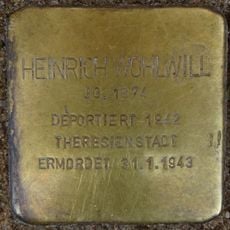 HEINRICH WOHLWILL
JG. 1874
DEPORTIERT 1942
THERESIENSTADT
ERMORDET 31.1.1943